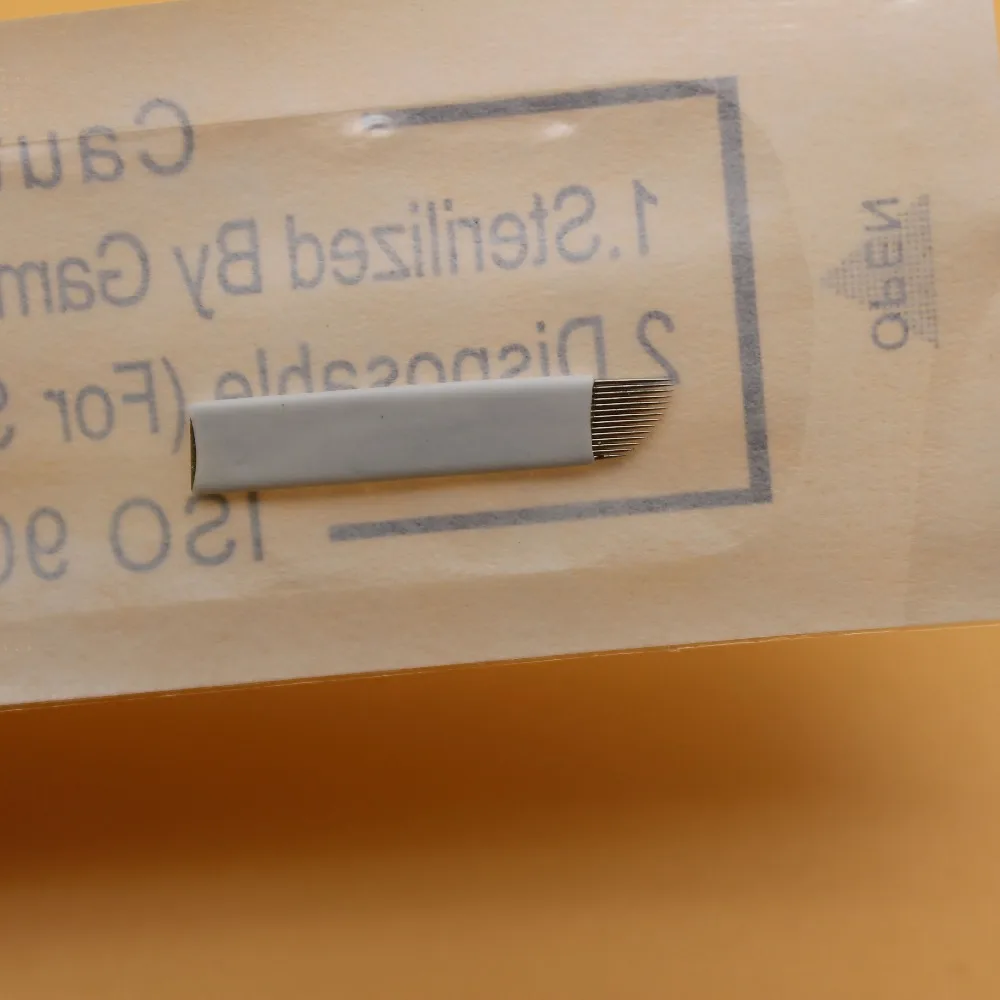 Cau
1.Sterilized By Gam
2.Disposable (For S
ISO 90
OPEN